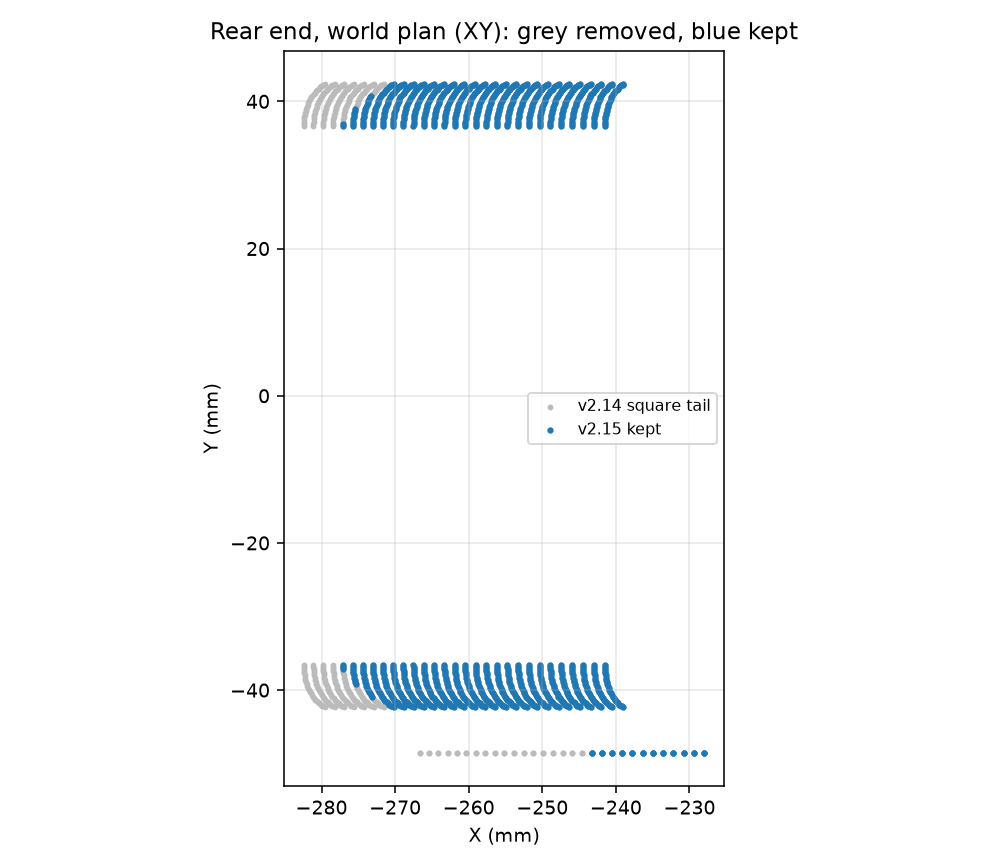 Rear end, world plan (XY): grey removed, blue kept
40
20
0
−20
−40
Y (mm)
v2.14 square tail
v2.15 kept
−280
−270
−260
−250
−240
−230
X (mm)